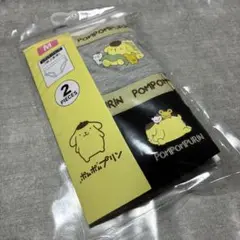 M
2
PIECES
ポムポムプリン
POMPOMPURIN
POMPOMPURIN